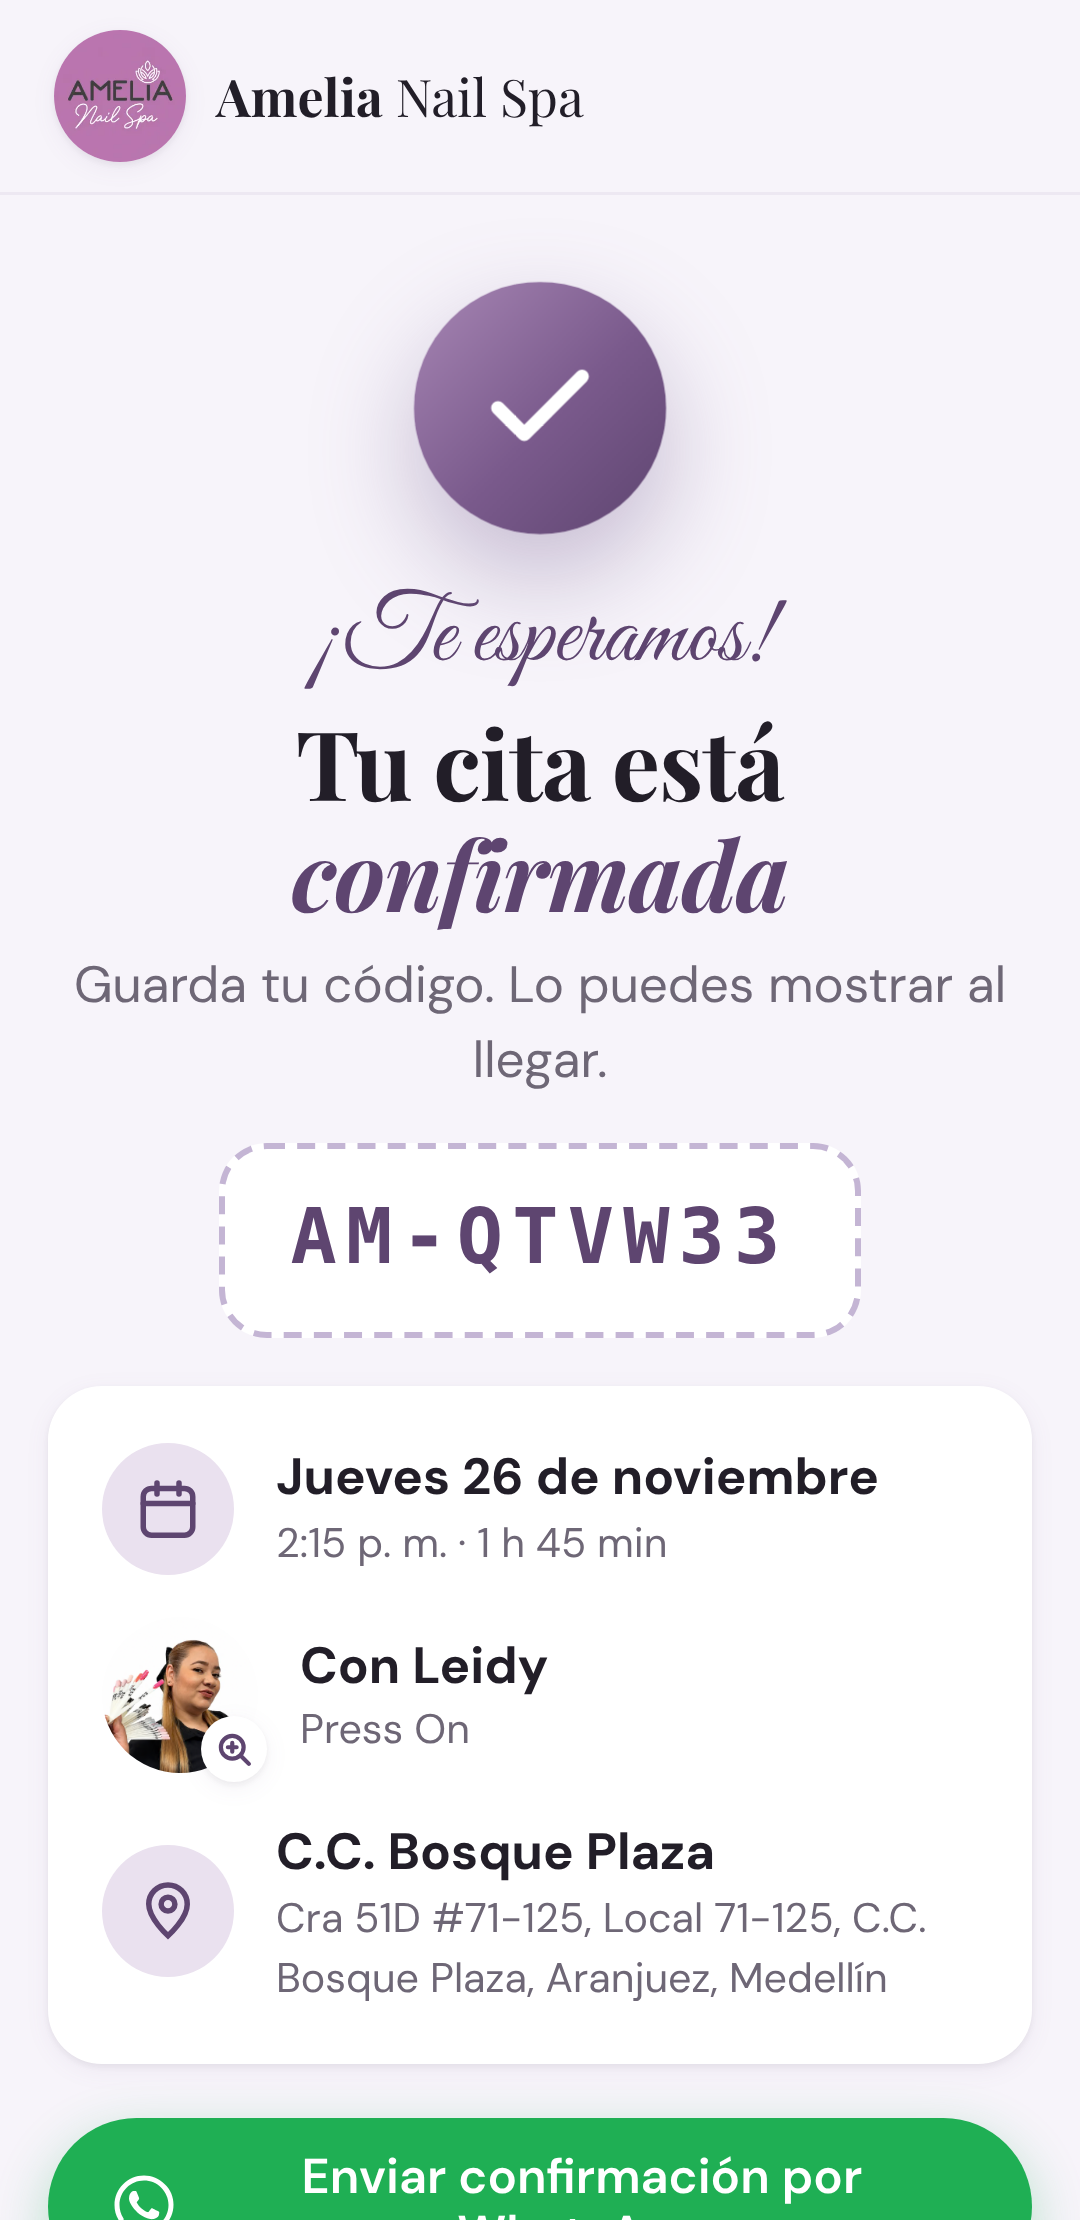 AMELIA
Nail Spa
Amelia Nail Spa
¡Te esperamos!
Tu cita está
confirmada
Guarda tu código. Lo puedes mostrar al
llegar.
AM-QTVW33
Jueves 26 de noviembre
2:15 p. m. · 1 h 45 min
Con Leidy
Press On
C.C. Bosque Plaza
Cra 51D #71-125, Local 71-125, C.C.
Bosque Plaza, Aranjuez, Medellín
Enviar confirmación por